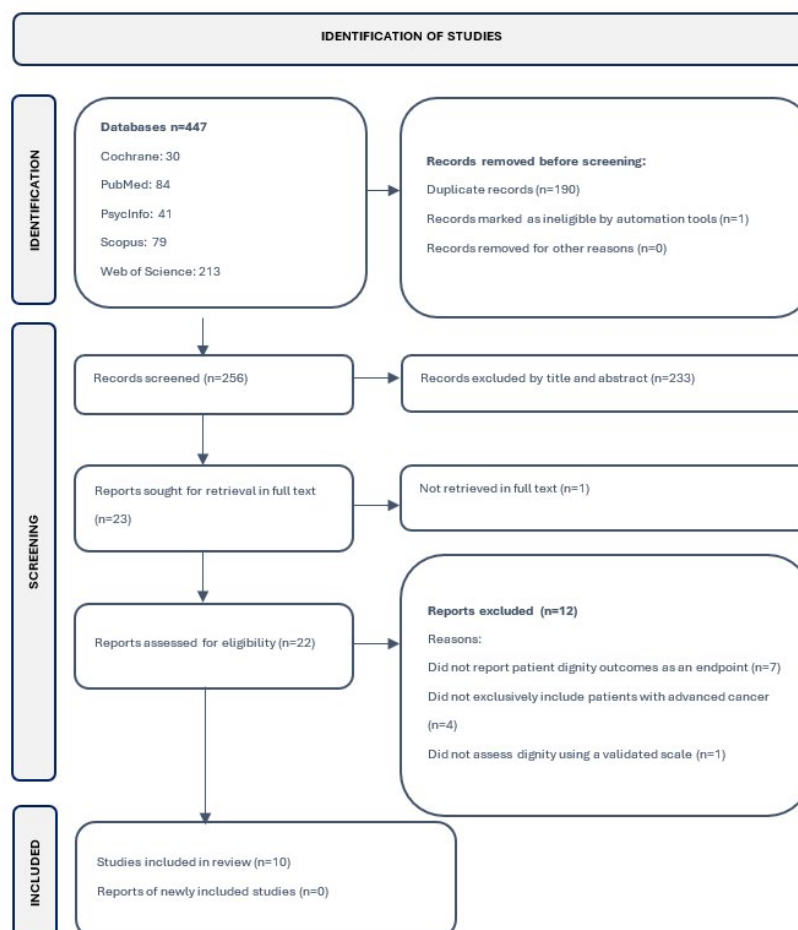 IDENTIFICATION OF STUDIES
IDENTIFICATION
Databases n=447
Cochrane: 30
PubMed: 84
PsycInfo: 41
Scopus: 79
Web of Science: 213
Records removed before screening:
Duplicate records (n=190)
Records marked as ineligible by automation tools (n=1)
Records removed for other reasons (n=0)
SCREENING
Records screened (n=256)
Records excluded by title and abstract (n=233)
Reports sought for retrieval in full text
(n=23)
Not retrieved in full text (n=1)
Reports assessed for eligibility (n=22)
Reports excluded (n=12)
Reasons:
Did not report patient dignity outcomes as an endpoint (n=7)
Did not exclusively include patients with advanced cancer
(n=4)
Did not assess dignity using a validated scale (n=1)
INCLUDED
Studies included in review (n=10)
Reports of newly included studies (n=0)